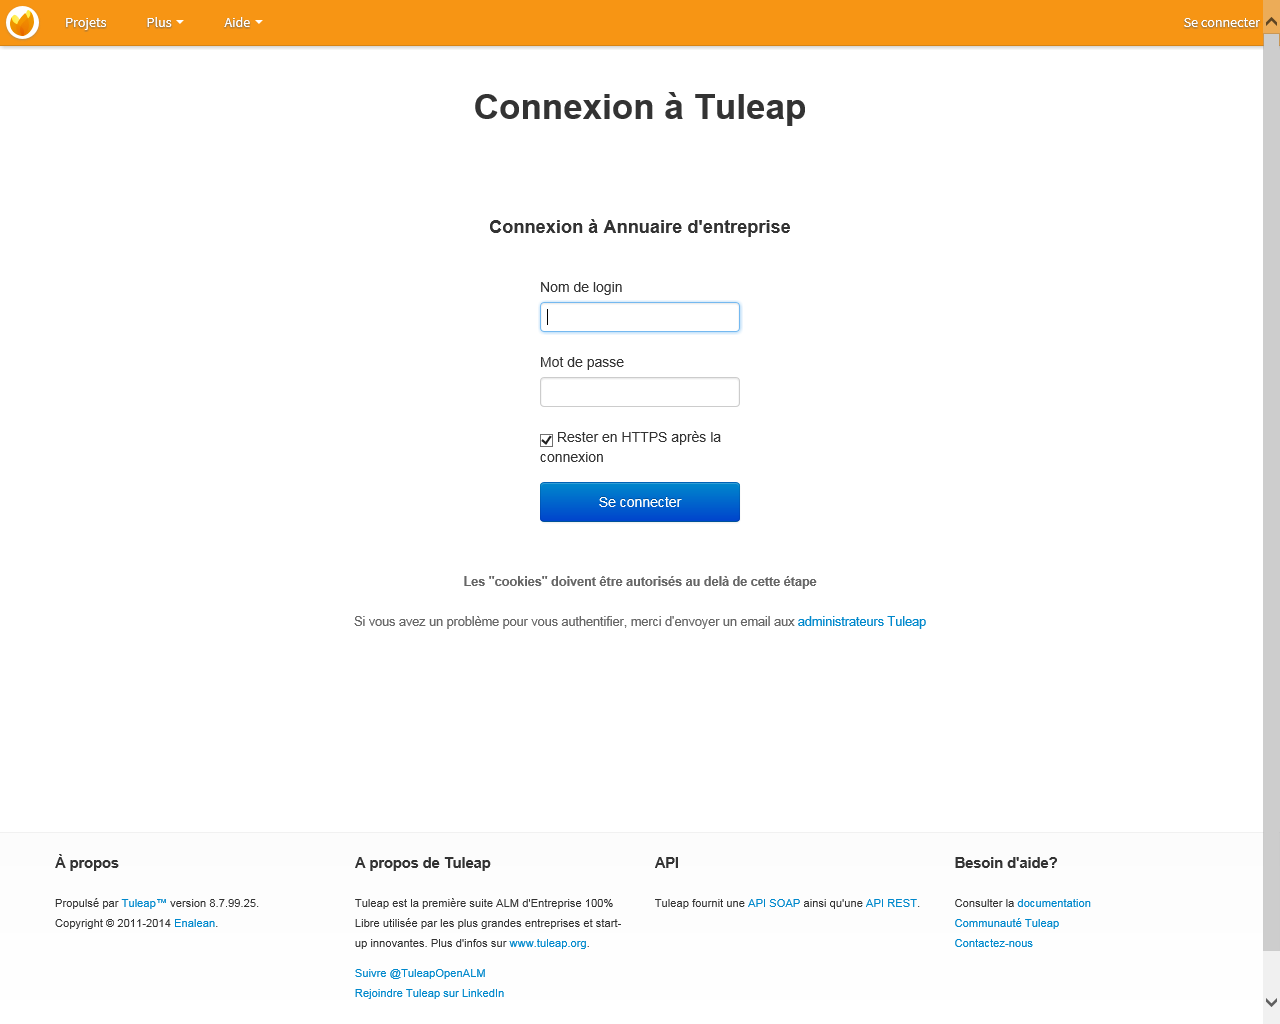 Projets Plus Aide Se connecter
Connexion à Tuleap
Connexion à Annuaire d'entreprise
Nom de login
Mot de passe
Rester en HTTPS après la
connexion
Se connecter
Les "cookies" doivent être autorisés au delà de cette étape
Si vous avez un problème pour vous authentifier, merci d'envoyer un email aux administrateurs Tuleap
À propos
Propulsé par Tuleap™ version 8.7.99.25.
Copyright © 2011-2014 Enalean.
A propos de Tuleap
Tuleap est la première suite ALM d'Entreprise 100%
Libre utilisée par les plus grandes entreprises et start-
up innovantes. Plus d'infos sur www.tuleap.org.
Suivre @TuleapOpenALM
Rejoindre Tuleap sur LinkedIn
API
Tuleap fournit une API SOAP ainsi qu'une API REST.
Besoin d'aide?
Consulter la documentation
Communauté Tuleap
Contactez-nous